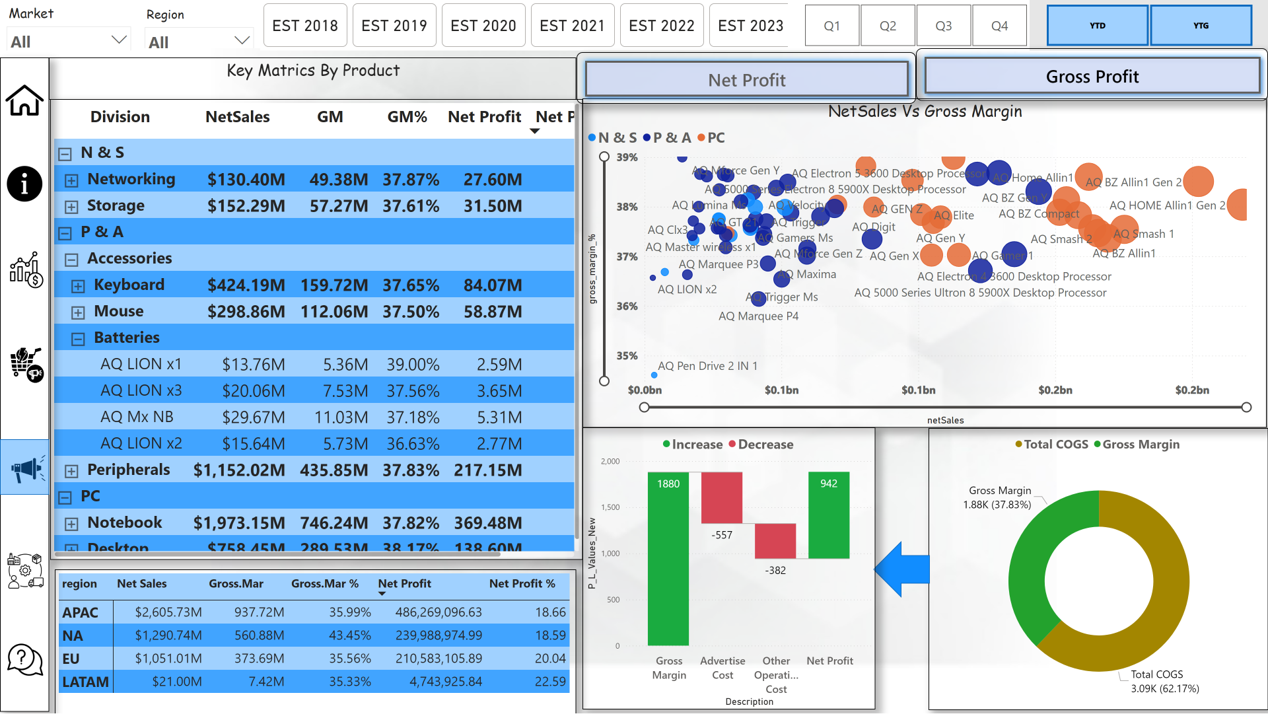 Market
Region
All
All
EST 2018
EST 2019
EST 2020
EST 2021
EST 2022
EST 2023
Q1
Q2
Q3
Q4
YTD
YTG
Key Matrics By Product
Division NetSales GM GM% Net Profit Net P
N & S
Networking $130.40M 49.38M 37.87% 27.60M
Storage $152.29M 57.27M 37.61% 31.50M
P & A
Accessories
Keyboard $424.19M 159.72M 37.65% 84.07M
Mouse $298.86M 112.06M 37.50% 58.87M
Batteries
AQ LION x1 $13.76M 5.36M 39.00% 2.59M
AQ LION x3 $20.06M 7.53M 37.56% 3.65M
AQ Mx NB $29.67M 11.03M 37.18% 5.31M
AQ LION x2 $15.64M 5.73M 36.63% 2.77M
Peripherals $1,152.02M 435.85M 37.83% 217.15M
PC
Notebook $1,973.15M 746.24M 37.82% 369.48M
Desktop $758.45M 289.53M 38.17% 138.60M
region Net Sales Gross.Mar Gross.Mar % Net Profit Net Profit %
APAC $2,605.73M 937.72M 35.99% 486,269,096.63 18.66
NA $1,290.74M 560.88M 43.45% 239,988,974.99 18.59
EU $1,051.01M 373.69M 35.56% 210,583,105.89 20.04
LATAM $21.00M 7.42M 35.33% 4,743,925.84 22.59
Net Profit
Gross Profit
NetSales Vs Gross Margin
N & S P & A PC
39%
38%
37%
36%
35%
gross_margin_%
AQ Mforce Gen Y
AQ Electron 5 3600 Desktop Processor
AQ Home Allin1
AQ BZ Allin1 Gen 2
AQ 5000 Series Electron 8 5900X Desktop Processor
AQ BZ Gen Y
AQ HOME Allin1 Gen 2
AQ Velocity
AQ GEN Z
AQ Elite
AQ BZ Compact
AQ Clx3
AQ GT 21
AQ Trigger
AQ Digit
AQ Gamers Ms
AQ Gen Y
AQ Smash 2
AQ Smash 1
AQ Master wireless x1
AQ Mforce Gen Z
AQ Gen X
AQ Gamer 1
AQ BZ Allin1
AQ Marquee P3
AQ Maxima
AQ Electron 4 3600 Desktop Processor
AQ LION x2
AQ Trigger Ms
AQ 5000 Series Ultron 8 5900X Desktop Processor
AQ Marquee P4
AQ Pen Drive 2 IN 1
$0.0bn $0.1bn $0.1bn $0.2bn $0.2bn
netSales
Increase Decrease
2,000
1,500
1,000
500
0
P_L_Values_New
1880
-557
-382
942
Gross Margin
Advertise Cost
Other Operati... Cost
Net Profit
Description
Total COGS Gross Margin
Gross Margin
1.88K (37.83%)
Total COGS
3.09K (62.17%)